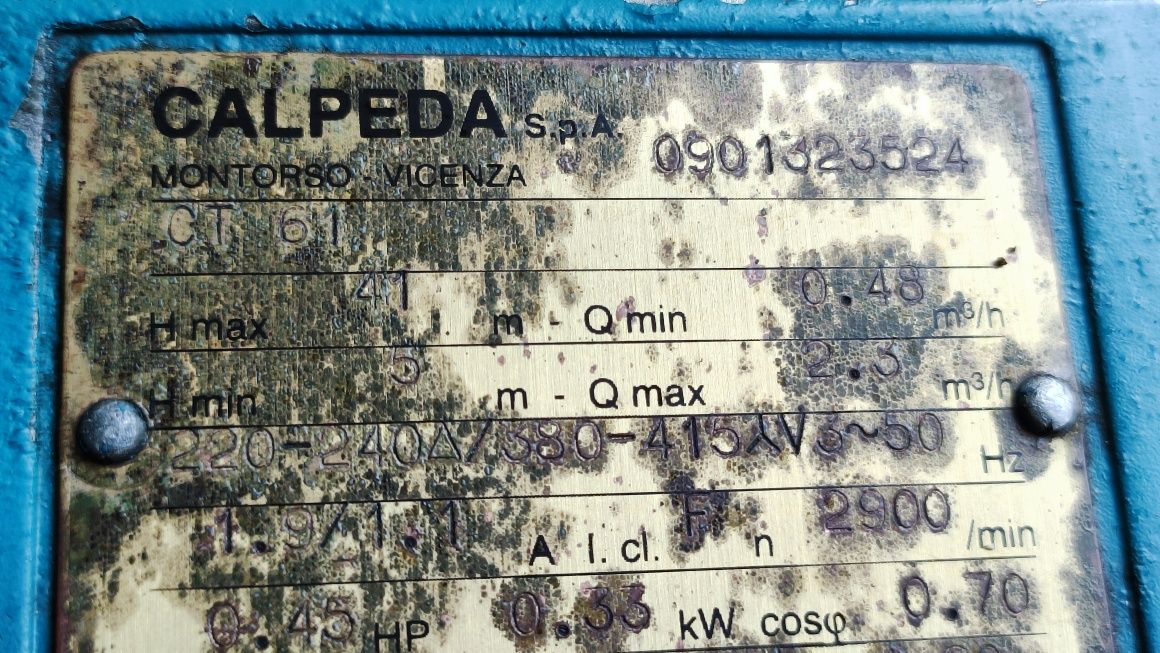 CALPEDA S.p.A.
MONTORSO - VICENZA 0901323524
CT 61
H max 41 m - Q min 0.48 m³/h
H min 5 m - Q max 2.3 m³/h
220-240Δ/380-415⅄V3~50 Hz
1.9/1.1 A I. cl. F n 2900 /min
0.45 HP 0.33 kW cosφ 0.70